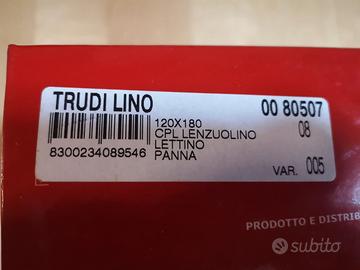 TRUDI LINO
00 80507
120X180
08
CPL LENZUOLINO
LETTINO
8300234089546
PANNA
VAR. 005
PRODOTTO E DISTRIB
subito